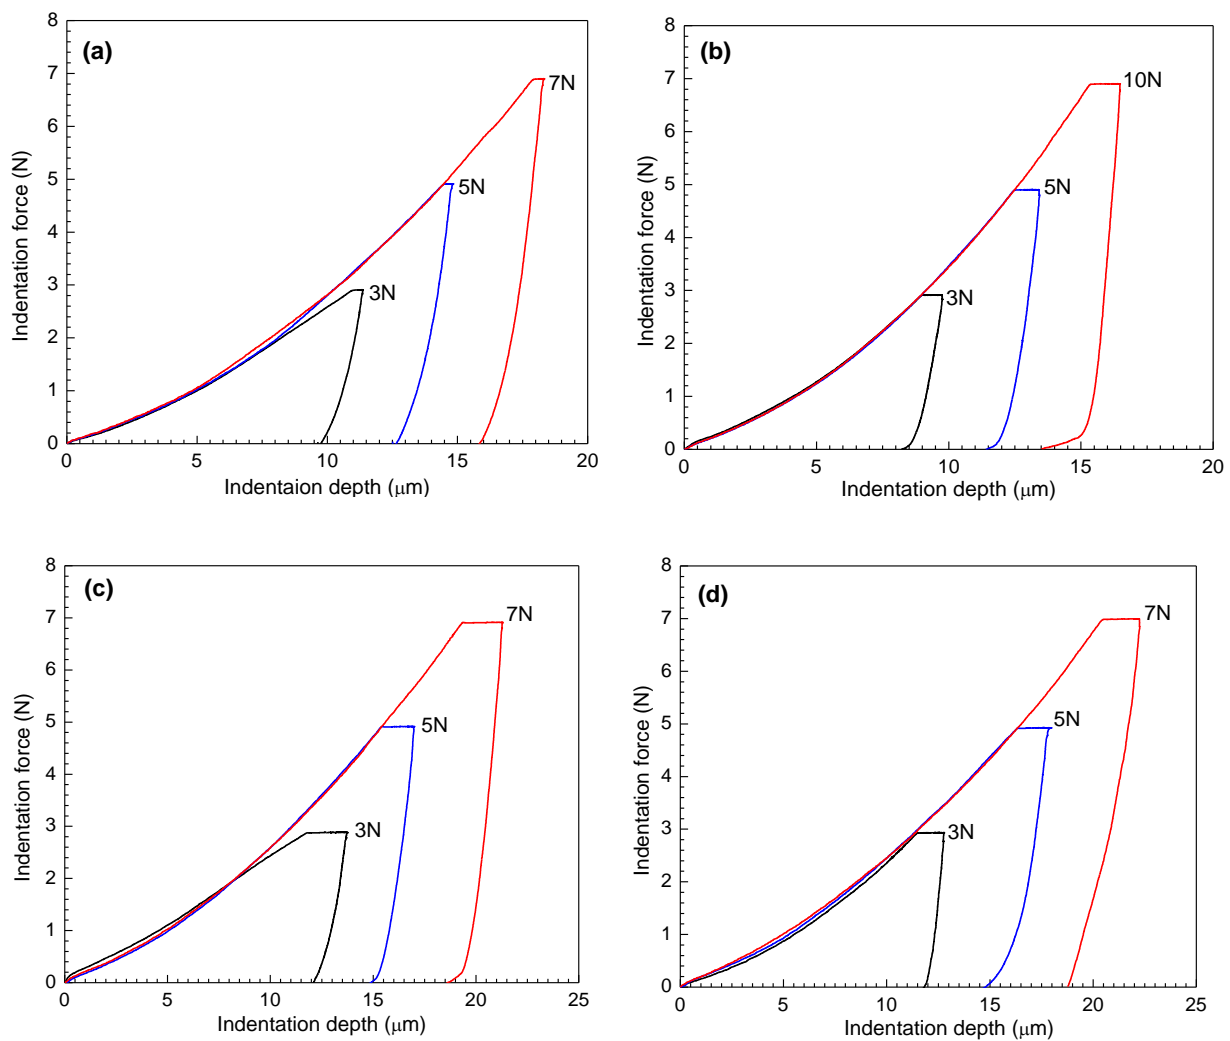 (a)
8
7
6
5
4
3
2
1
0
Indentation force (N)
7N
5N
3N
0 5 10 15 20
Indentaion depth (μm)
(b)
8
7
6
5
4
3
2
1
0
Indentation force (N)
10N
5N
3N
0 5 10 15 20
Indentation depth (μm)
(c)
8
7
6
5
4
3
2
1
0
Indentation force (N)
7N
5N
3N
0 5 10 15 20 25
Indentation depth (μm)
(d)
8
7
6
5
4
3
2
1
0
Indentation force (N)
7N
5N
3N
0 5 10 15 20 25
Indentation depth (μm)